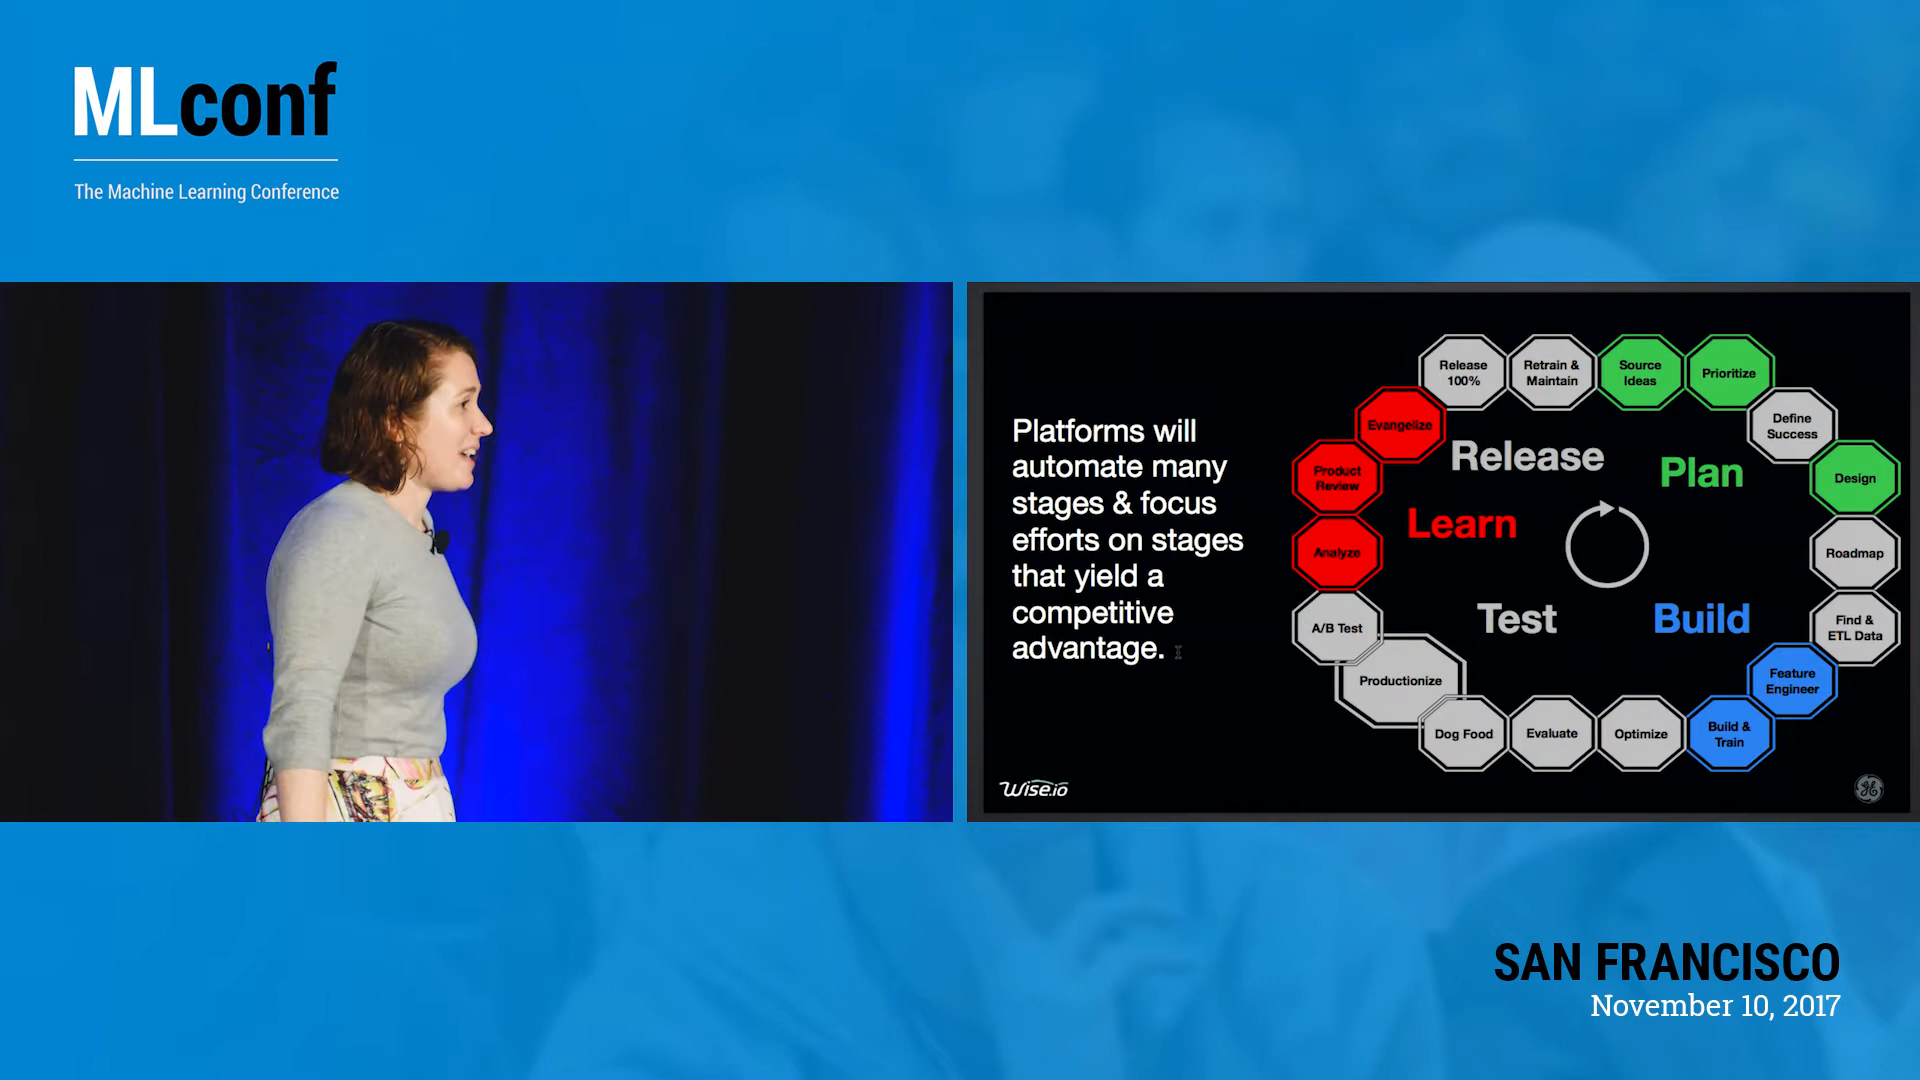 MLconf
The Machine Learning Conference
Platforms will
automate many
stages & focus
efforts on stages
that yield a
competitive
advantage.
Release
100%
Retrain &
Maintain
Source
Ideas
Prioritize
Define
Success
Design
Roadmap
Find &
ETL Data
Feature
Engineer
Build &
Train
Optimize
Evaluate
Dog Food
Productionize
A/B Test
Analyze
Product
Review
Evangelize
Release
Plan
Learn
Test
Build
Wise.io
GE
SAN FRANCISCO
November 10, 2017